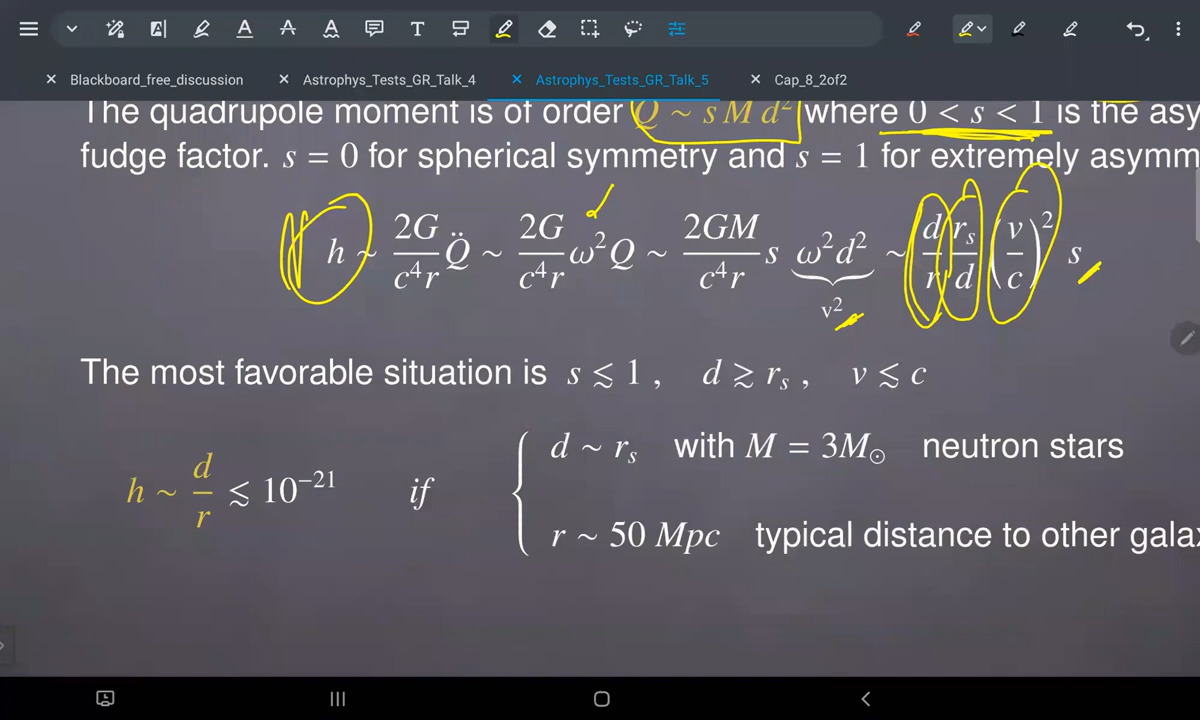 Blackboard_free_discussion Astrophys_Tests_GR_Talk_4 Astrophys_Tests_GR_Talk_5 Cap_8_2of2
The quadrupole moment is of order Q ~ s M d² where 0 < s < 1 is the asy
fudge factor. s = 0 for spherical symmetry and s = 1 for extremely asymm
h ~ 2G/c⁴r Q̈ ~ 2G/c⁴r ω²Q ~ 2GM/c⁴r s ω²d² ~ d/r r_s/d (v/c)² s
v²
The most favorable situation is s ≲ 1 , d ≳ r_s , v ≲ c
d ~ r_s with M = 3M_⊙ neutron stars
h ~ d/r ≲ 10⁻²¹ if {
r ~ 50 Mpc typical distance to other gala